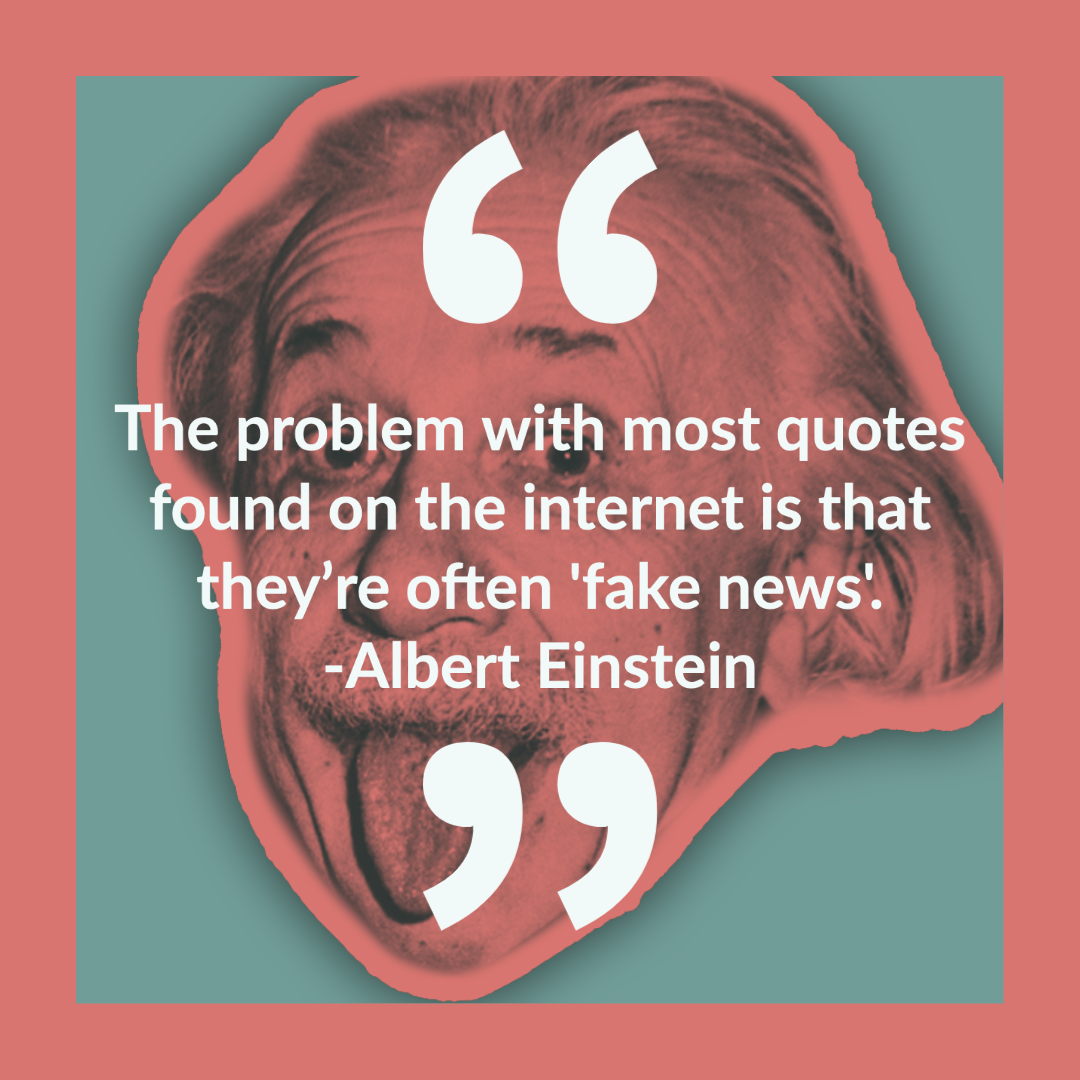 “
The problem with most quotes
found on the internet is that
they’re often 'fake news'.
-Albert Einstein
”